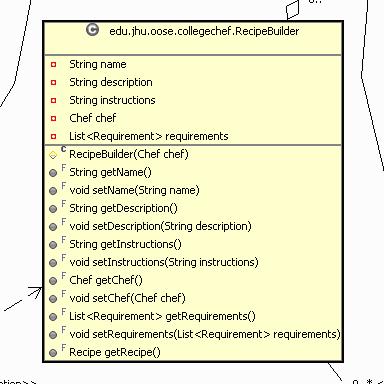 0..
C edu.jhu.oose.collegechef.RecipeBuilder
String name
String description
String instructions
Chef chef
List<Requirement> requirements
C RecipeBuilder(Chef chef)
F String getName()
F void setName(String name)
F String getDescription()
F void setDescription(String description)
F String getInstructions()
F void setInstructions(String instructions)
F Chef getChef()
F void setChef(Chef chef)
F List<Requirement> getRequirements()
F void setRequirements(List<Requirement> requirements)
F Recipe getRecipe()
0..* <